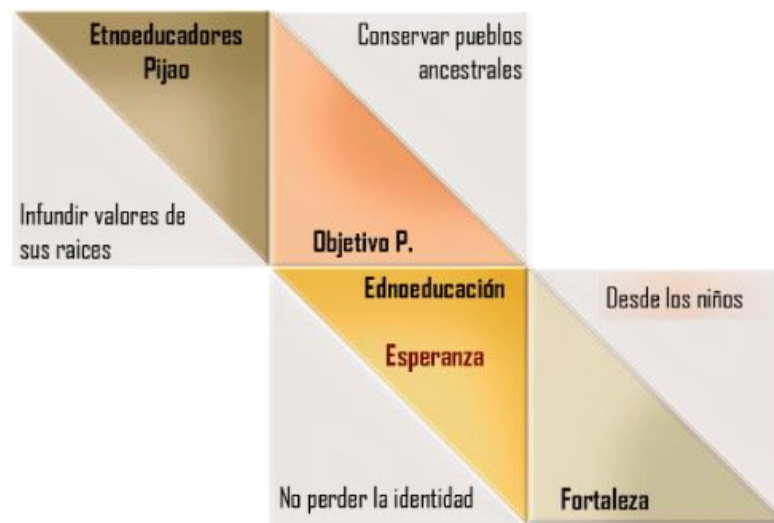 Etnoeducadores
Pijao
Conservar pueblos
ancestrales
Infundir valores de
sus raices
Objetivo P.
Ednoeducación
Esperanza
Desde los niños
No perder la identidad
Fortaleza